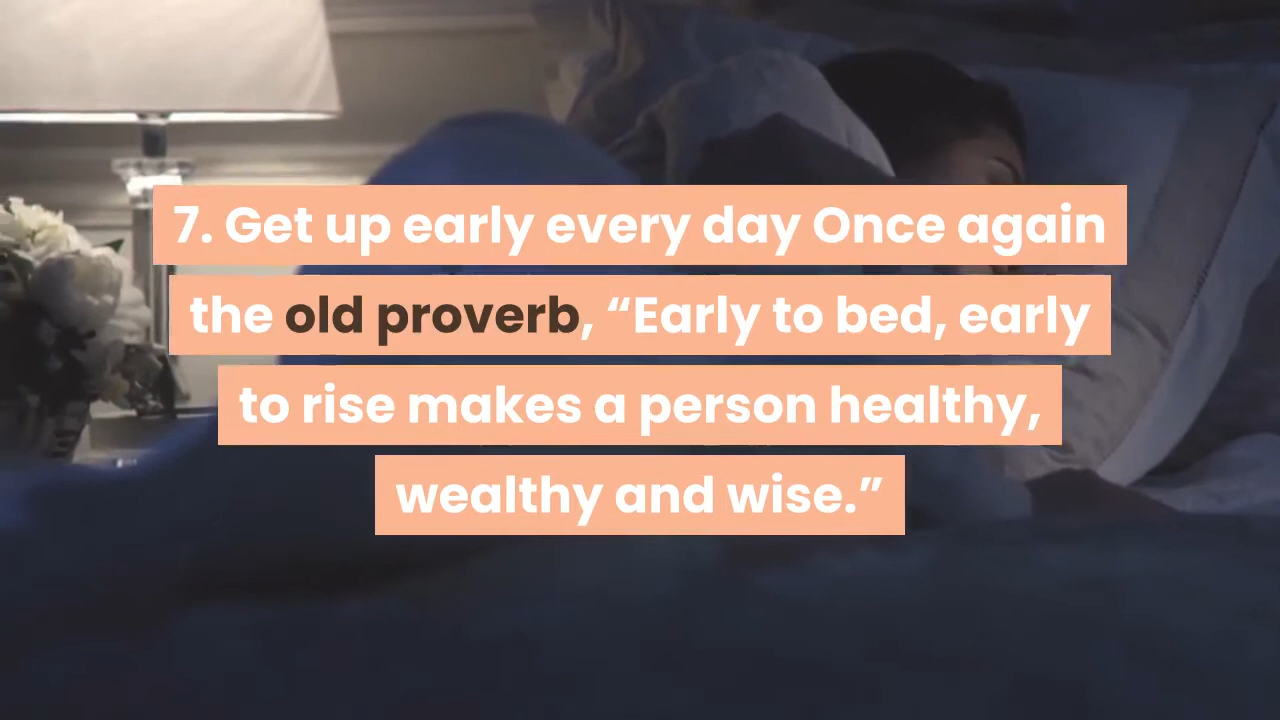 7. Get up early every day Once again
the old proverb, “Early to bed, early
to rise makes a person healthy,
wealthy and wise.”